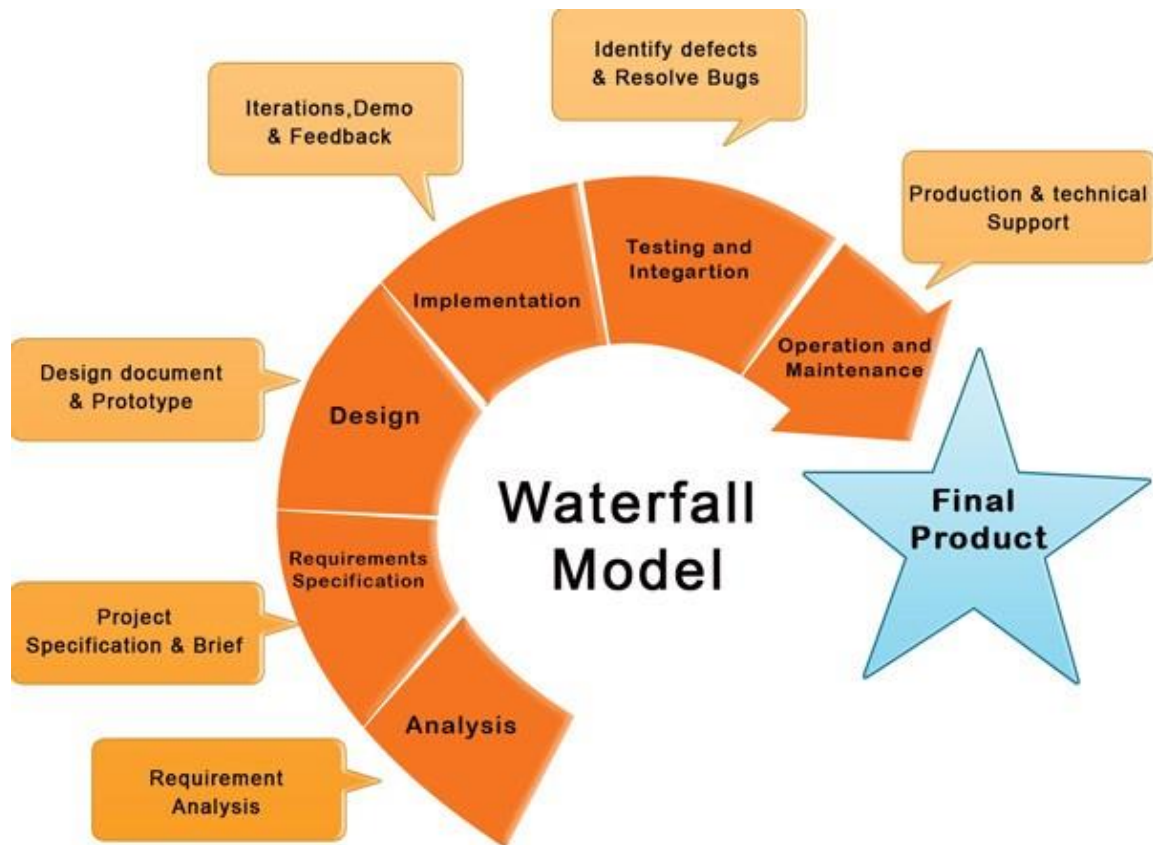 Identify defects
& Resolve Bugs
Iterations,Demo
& Feedback
Production & technical
Support
Testing and
Integartion
Implementation
Operation and
Maintenance
Design document
& Prototype
Design
Waterfall
Model
Final
Product
Requirements
Specification
Project
Specification & Brief
Analysis
Requirement
Analysis